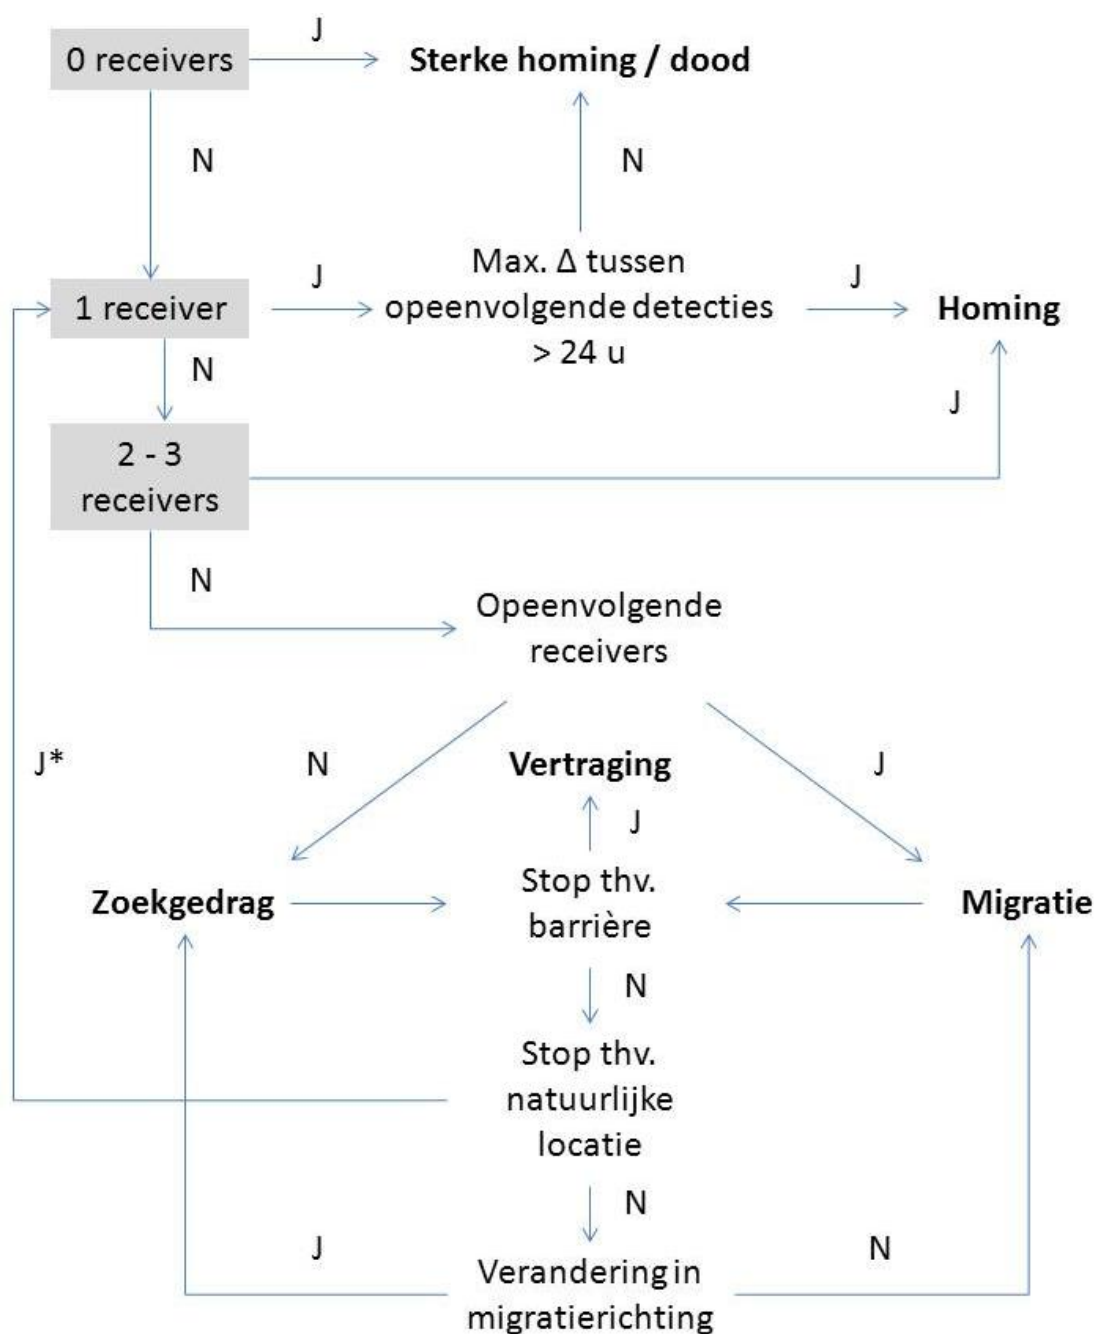 J
0 receivers
Sterke homing / dood
N
N
Max. Δ tussen
J
J
1 receiver
opeenvolgende detecties
Homing
> 24 u
N
J
2 - 3
receivers
N
Opeenvolgende
receivers
J*
N
Vertraging
J
J
Stop thv.
Zoekgedrag
Migratie
barrière
N
Stop thv.
natuurlijke
locatie
N
J
N
Verandering in
migratierichting